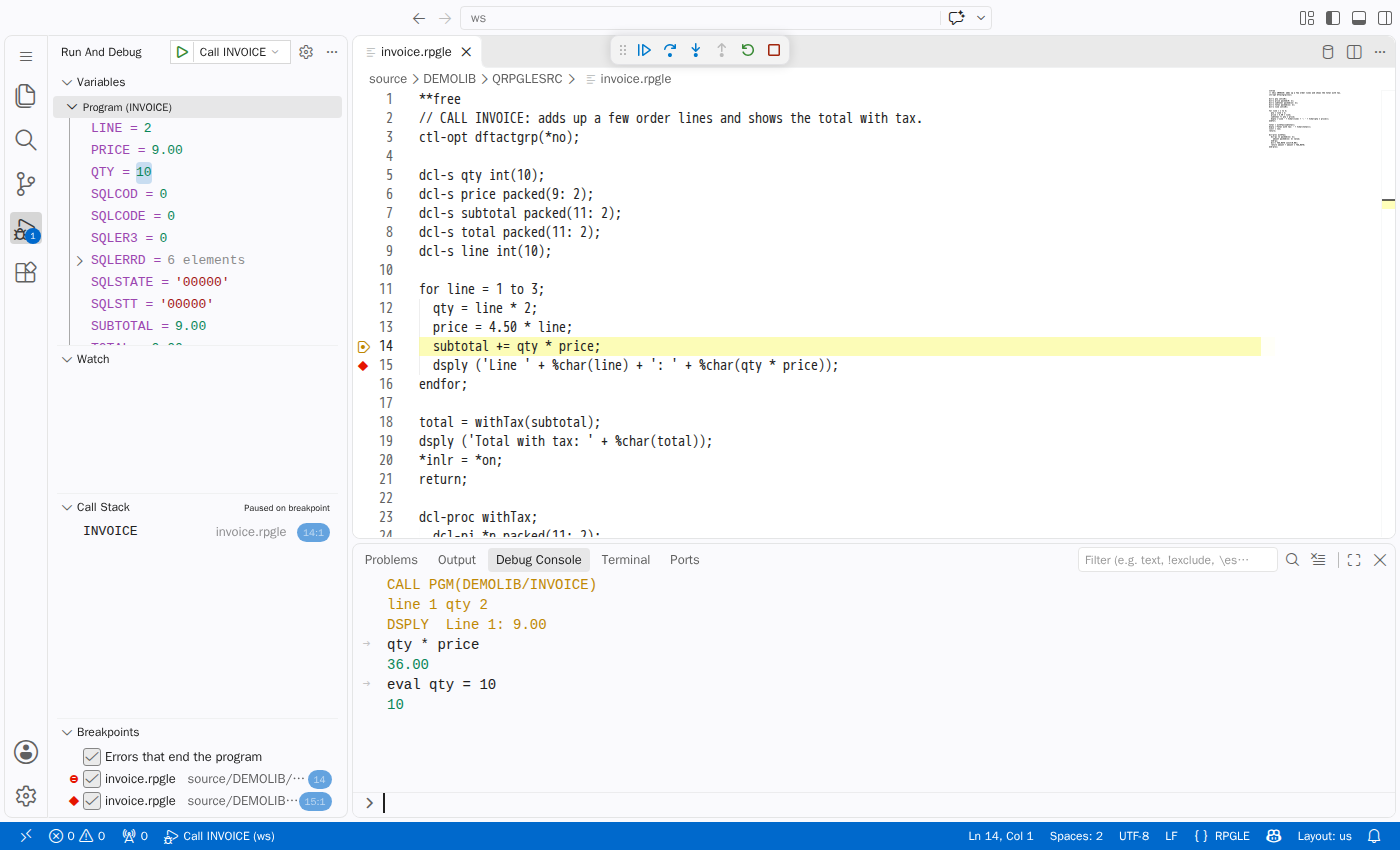 ws
Run And Debug
Call INVOICE
Variables
Program (INVOICE)
LINE = 2
PRICE = 9.00
QTY = 10
SQLCOD = 0
SQLCODE = 0
SQLER3 = 0
SQLERRD = 6 elements
SQLSTATE = '00000'
SQLSTT = '00000'
SUBTOTAL = 9.00
Watch
Call Stack
Paused on breakpoint
INVOICE invoice.rpgle 14:1
Breakpoints
Errors that end the program
invoice.rpgle source/DEMOLIB/··· 14
invoice.rpgle source/DEMOLIB··· 15:1
1
invoice.rpgle
source > DEMOLIB > QRPGLESRC > invoice.rpgle
1 **free
2 // CALL INVOICE: adds up a few order lines and shows the total with tax.
3 ctl-opt dftactgrp(*no);
4
5 dcl-s qty int(10);
6 dcl-s price packed(9: 2);
7 dcl-s subtotal packed(11: 2);
8 dcl-s total packed(11: 2);
9 dcl-s line int(10);
10
11 for line = 1 to 3;
12 qty = line * 2;
13 price = 4.50 * line;
14 subtotal += qty * price;
15 dsply ('Line ' + %char(line) + ': ' + %char(qty * price));
16 endfor;
17
18 total = withTax(subtotal);
19 dsply ('Total with tax: ' + %char(total));
20 *inlr = *on;
21 return;
22
23 dcl-proc withTax;
24 dcl-pi *n packed(11: 2);
Problems Output Debug Console Terminal Ports
Filter (e.g. text, !exclude, \es···
CALL PGM(DEMOLIB/INVOICE)
line 1 qty 2
DSPLY  Line 1: 9.00
qty * price
36.00
eval qty = 10
10
0 0 0 Call INVOICE (ws)
Ln 14, Col 1 Spaces: 2 UTF-8 LF { } RPGLE Layout: us